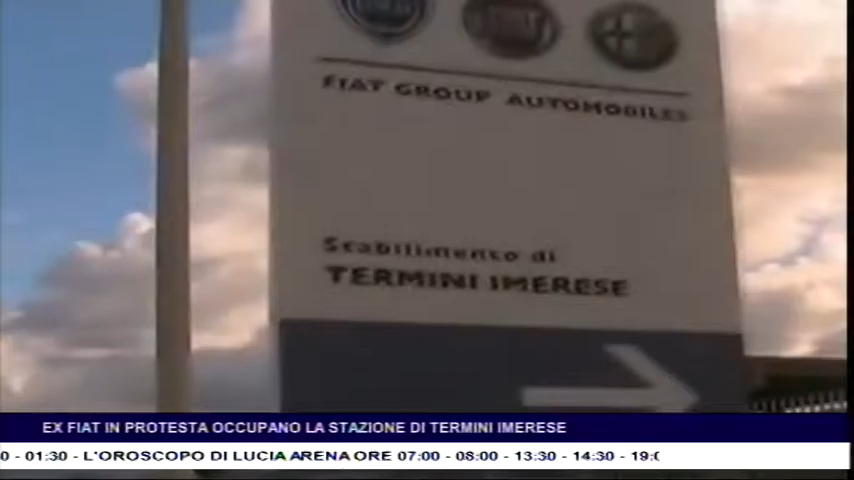 FIAT GROUP AUTOMOBILES
Stabilimento di
TERMINI IMERESE
EX FIAT IN PROTESTA OCCUPANO LA STAZIONE DI TERMINI IMERESE
0 - 01:30 - L'OROSCOPO DI LUCIA ARENA ORE 07:00 - 08:00 - 13:30 - 14:30 - 19:0